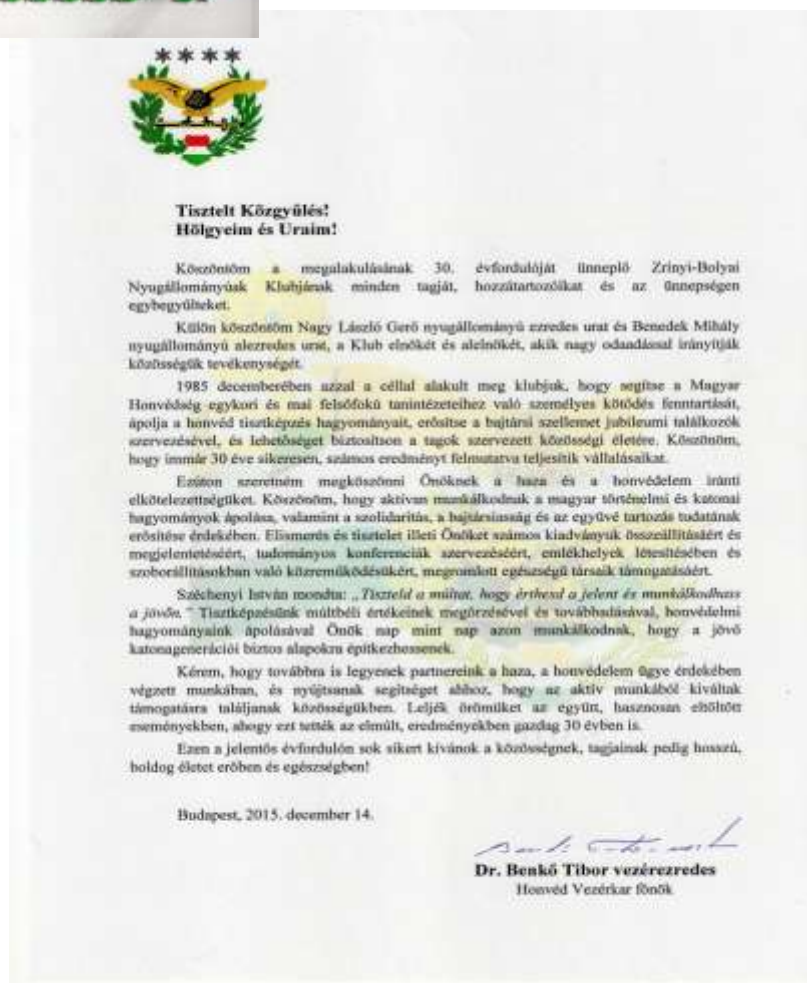 Tisztelt Közgyűlés!
Hölgyeim és Uraim!
Köszöntöm a megalakulásának 30. évfordulóját ünneplő Zrínyi-Bolyai
Nyugállományúak Klubjának minden tagját, hozzátartozóikat és az ünnepségen
egybegyűlteket.
Külön köszöntöm Nagy László Gerő nyugállományú ezredes urat és Benedek Mihály
nyugállományú alezredes urat, a Klub elnökét és alelnökét, akik nagy odaadással irányítják
közösségük tevékenységét.
1985 decemberében azzal a céllal alakult meg klubjuk, hogy segítse a Magyar
Honvédség egykori és mai felsőfokú tanintézeteihez való személyes kötődés fenntartását,
ápolja a honvéd tisztképzés hagyományait, erősítse a bajtársi szellemet jubileumi találkozók
szervezésével, és lehetőséget biztosítson a tagok szervezett közösségi életére. Köszönöm,
hogy immár 30 éve sikeresen, számos eredményt felmutatva teljesítik vállalásaikat.
Ezúton szeretném megköszönni Önöknek a haza és a honvédelem iránti
elkötelezettségüket. Köszönöm, hogy aktívan munkálkodnak a magyar történelmi és katonai
hagyományok ápolása, valamint a szolidaritás, a bajtársiasság és az együvé tartozás tudatának
erősítése érdekében. Elismerés és tisztelet illeti Önöket számos kiadványuk összeállításáért és
megjelentetéséért, tudományos konferenciák szervezéséért, emlékhelyek létesítésében és
szoborállításokban való közreműködésükért, megromlott egészségű társaik támogatásáért.
Széchenyi István mondta: „Tiszteld a múltat, hogy érthesd a jelent és munkálkodhass
a jövőn.” Tisztképzésünk múltbéli értékeinek megőrzésével és továbbadásával, honvédelmi
hagyományaink ápolásával Önök nap mint nap azon munkálkodnak, hogy a jövő
katonagenerációi biztos alapokra építkezhessenek.
Kérem, hogy továbbra is legyenek partnereink a haza, a honvédelem ügye érdekében
végzett munkában, és nyújtsanak segítséget ahhoz, hogy az aktív munkából kiváltak
támogatásra találjanak közösségükben. Leljék örömüket az együtt, hasznosan eltöltött
eseményekben, ahogy ezt tették az elmúlt, eredményekben gazdag 30 évben is.
Ezen a jelentős évfordulón sok sikert kívánok a közösségnek, tagjainak pedig hosszú,
boldog életet erőben és egészségben!
Budapest, 2015. december 14.
Dr. Benkő Tibor vezérezredes
Honvéd Vezérkar főnök